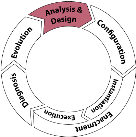 Analysis &
Design
Configuration
Instantiation
Enactment
Execution
Diagnosis
Evolution